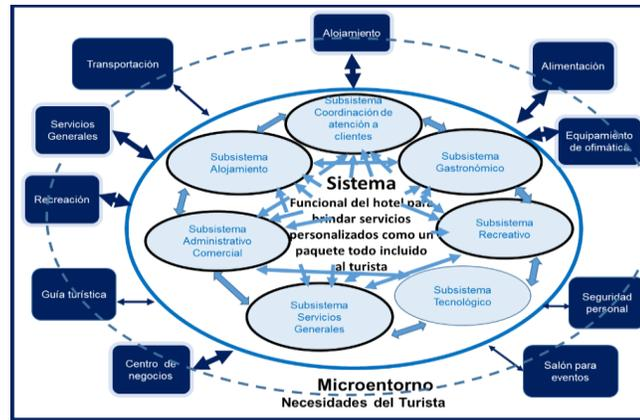 Alojamiento
Transportación
Alimentación
Servicios
Generales
Equipamiento
de ofimática
Recreación
Guía turística
Centro de
negocios
Seguridad
personal
Salón para
eventos
Subsistema
Coordinación de
atención a
clientes
Subsistema
Alojamiento
Subsistema
Gastronómico
Subsistema
Administrativo
Comercial
Subsistema
Recreativo
Subsistema
Servicios
Generales
Subsistema
Tecnológico
Sistema
Funcional del hotel para
brindar servicios
personalizados como un
paquete todo incluido
al turista
Microentorno
Necesidades del Turista